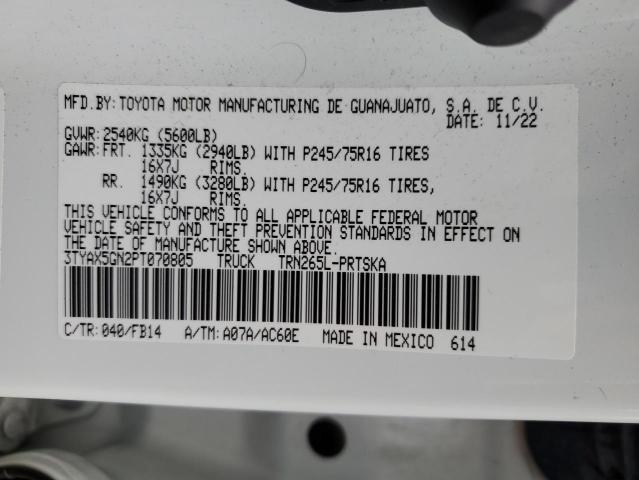 MFD.BY: TOYOTA MOTOR MANUFACTURING DE GUANAJUATO, S.A. DE C.V.
DATE: 11/22
GVWR: 2540KG (5600LB)
GAWR: FRT. 1335KG (2940LB) WITH P245/75R16 TIRES
16X7J RIMS.
RR. 1490KG (3280LB) WITH P245/75R16 TIRES,
16X7J RIMS.
THIS VEHICLE CONFORMS TO ALL APPLICABLE FEDERAL MOTOR
VEHICLE SAFETY AND THEFT PREVENTION STANDARDS IN EFFECT ON
THE DATE OF MANUFACTURE SHOWN ABOVE.
3TYAX5GN2PT070805 TRUCK TRN265L-PRTSKA
C/TR: 040/FB14 A/TM: A07A/AC60E MADE IN MEXICO 614